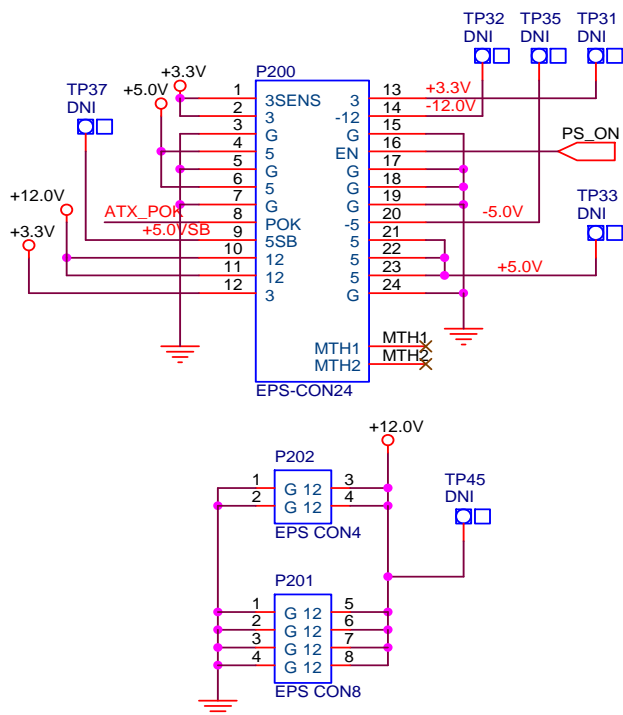 TP32 TP35 TP31
DNI DNI DNI
+3.3V
P200
TP37
DNI
+5.0V
1 3SENS 3 13 +3.3V
2 3 -12 14 -12.0V
3 G G 15
4 5 EN 16 PS_ON
5 G G 17
6 5 G 18
7 G G 19
ATX_POK 8 POK -5 20 -5.0V
+5.0VSB 9 5SB 5 21
10 12 5 22
11 12 5 23 +5.0V
12 3 G 24
+12.0V
+3.3V
TP33
DNI
MTH1 MTH1
MTH2 MTH2
EPS-CON24
+12.0V
P202
1 G 12 3
2 G 12 4
EPS CON4
TP45
DNI
P201
1 G 12 5
2 G 12 6
3 G 12 7
4 G 12 8
EPS CON8